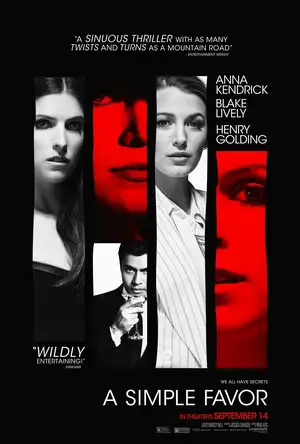 "A SINUOUS THRILLER WITH AS MANY
TWISTS AND TURNS AS A MOUNTAIN ROAD"
-ENTERTAINMENT WEEKLY
ANNA
KENDRICK
BLAKE
LIVELY
HENRY
GOLDING
"WILDLY
ENTERTAINING!"
WE ALL HAVE SECRETS
A SIMPLE FAVOR
IN THEATERS SEPTEMBER 14